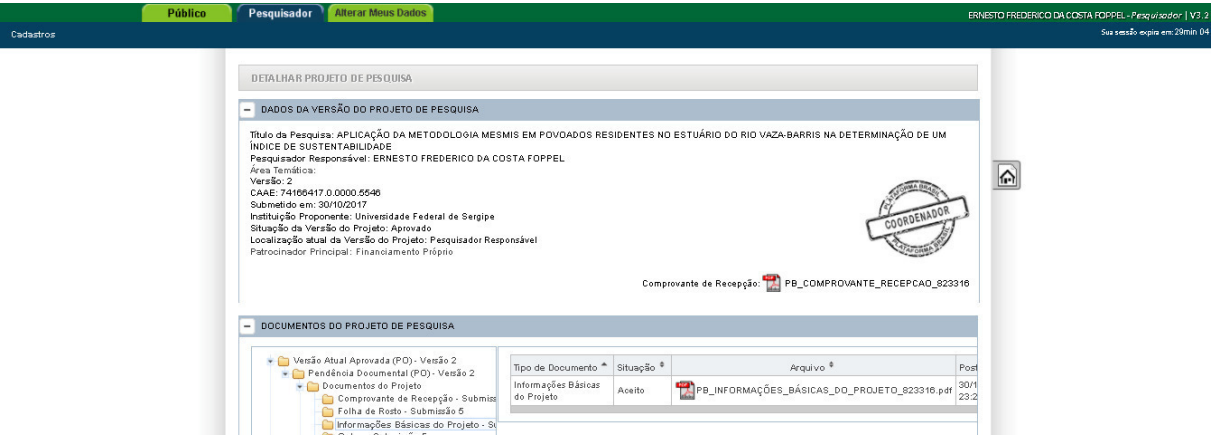 Público Pesquisador Alterar Meus Dados
ERNESTO FREDERICO DA COSTA FOPPEL - Pesquisador | V3.2
Cadastros
Sua sessão expira em: 29min 04
DETALHAR PROJETO DE PESQUISA
DADOS DA VERSÃO DO PROJETO DE PESQUISA
Título da Pesquisa: APLICAÇÃO DA METODOLOGIA MESMIS EM POVOADOS RESIDENTES NO ESTUÁRIO DO RIO VAZA-BARRIS NA DETERMINAÇÃO DE UM
ÍNDICE DE SUSTENTABILIDADE
Pesquisador Responsável: ERNESTO FREDERICO DA COSTA FOPPEL
Área Temática:
Versão: 2
CAAE: 74166417.0.0000.5546
Submetido em: 30/10/2017
Instituição Proponente: Universidade Federal de Sergipe
Situação da Versão do Projeto: Aprovado
Localização atual da Versão do Projeto: Pesquisador Responsável
Patrocinador Principal: Financiamento Próprio
PLATAFORMA BRASIL
COORDENADOR
PLATAFORMA BRASIL
Comprovante de Recepção: PB_COMPROVANTE_RECEPCAO_823316
DOCUMENTOS DO PROJETO DE PESQUISA
Versão Atual Aprovada (PO) - Versão 2
Pendência Documental (PO) - Versão 2
Documentos do Projeto
Comprovante de Recepção - Submiss
Folha de Rosto - Submissão 5
Informações Básicas do Projeto - Su
Tipo de Documento Situação Arquivo Post
Informações Básicas
do Projeto
Aceito
PB_INFORMAÇÕES_BÁSICAS_DO_PROJETO_823316.pdf
30/1
23:2